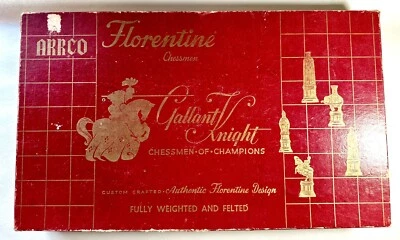 ARRCO
Florentine
Chessmen
Gallant Knight
CHESSMEN-OF-CHAMPIONS
CUSTOM CRAFTED-Authentic Florentine Design
FULLY WEIGHTED AND FELTED